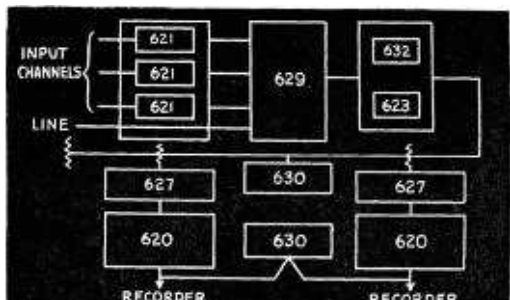 INPUT
CHANNELS
621
621
621
LINE
629
632
623
627
630
627
620
630
620
RECORDER
RECORDER